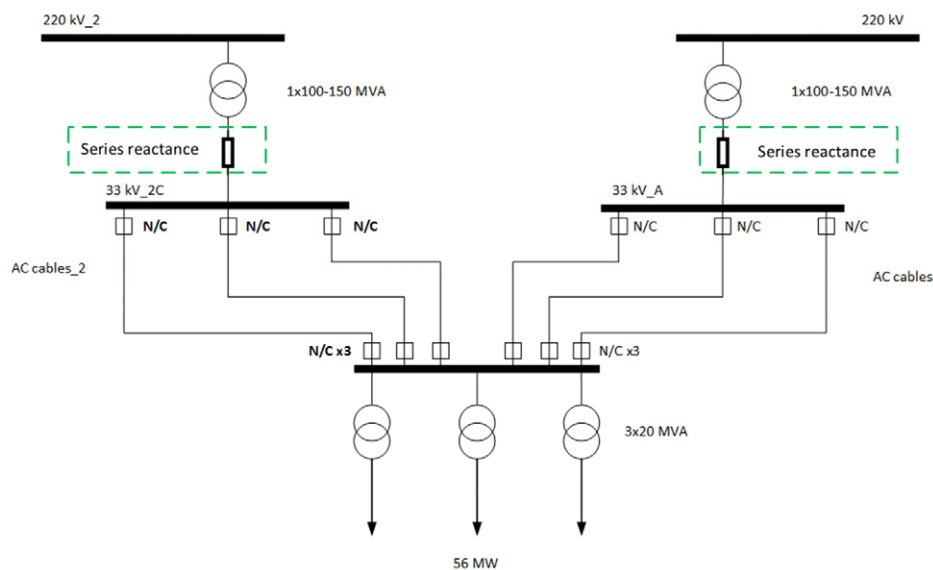 220 kV_2
220 kV
1x100-150 MVA
1x100-150 MVA
Series reactance
Series reactance
33 kV_2C
33 kV_A
N/C
N/C
N/C
N/C
N/C
N/C
AC cables_2
AC cables
N/C x3
N/C x3
3x20 MVA
56 MW